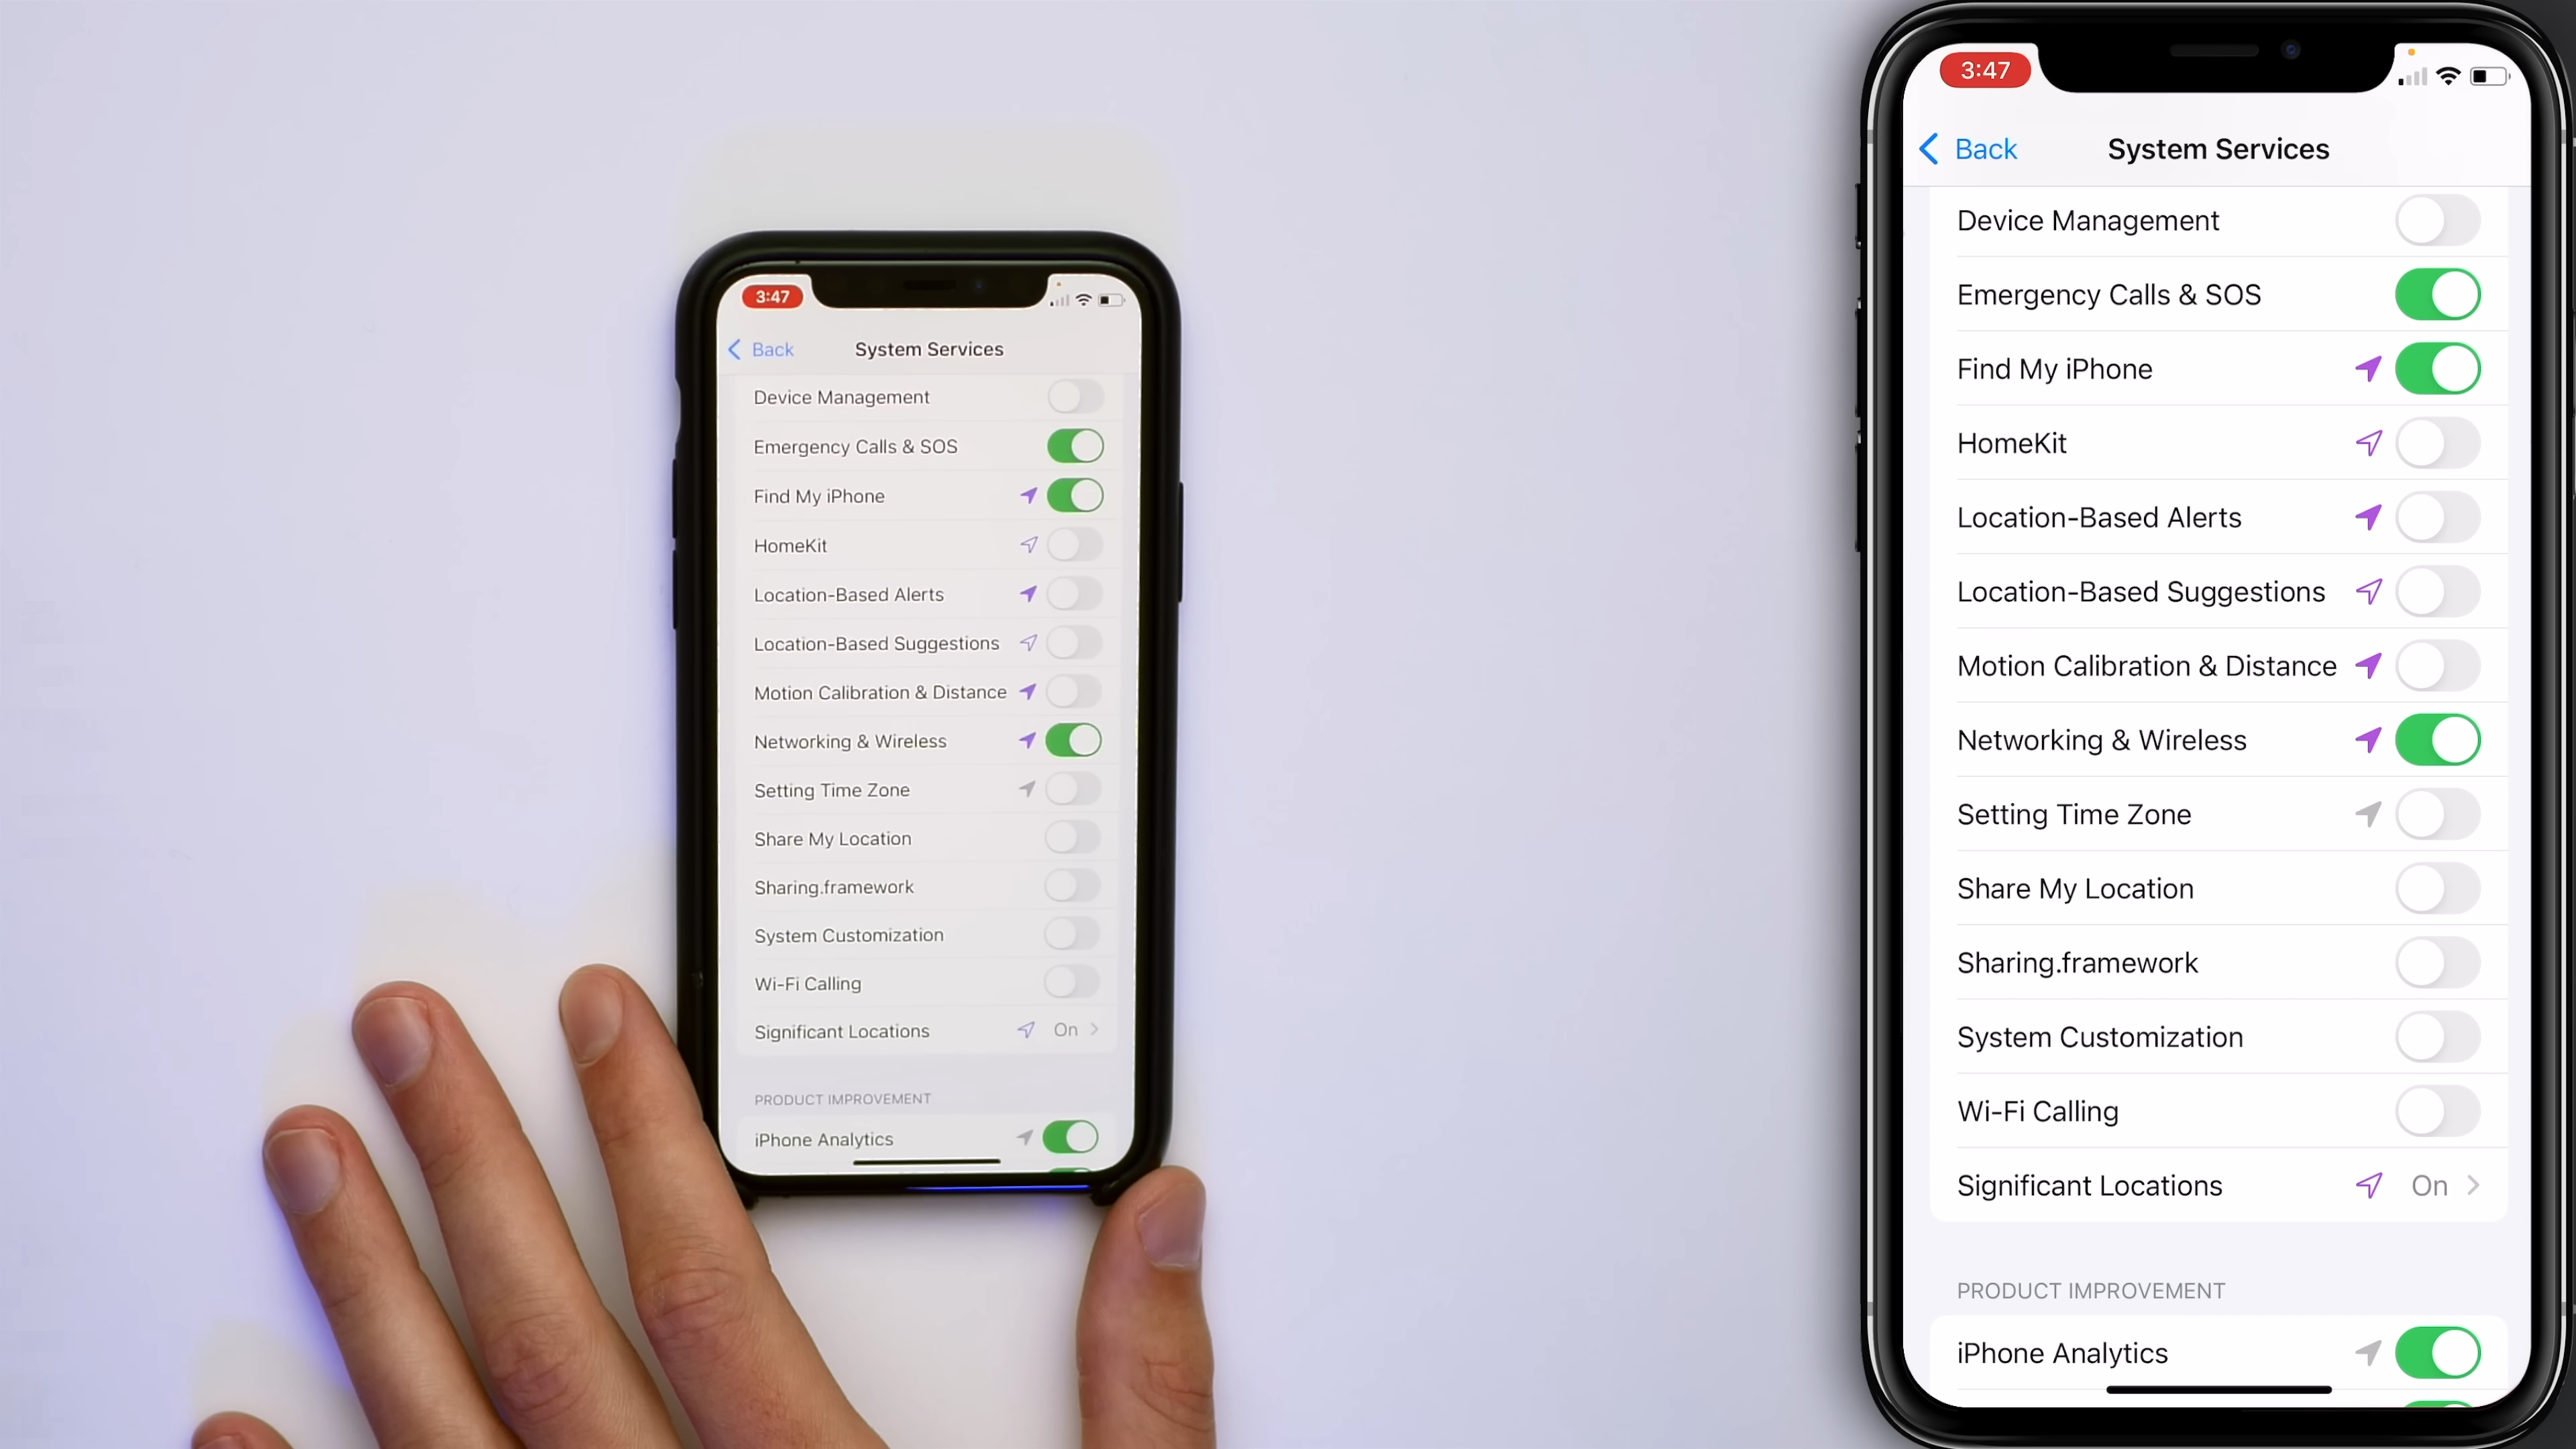 3:47
Back
System Services
Device Management
Emergency Calls & SOS
Find My iPhone
HomeKit
Location-Based Alerts
Location-Based Suggestions
Motion Calibration & Distance
Networking & Wireless
Setting Time Zone
Share My Location
Sharing.framework
System Customization
Wi-Fi Calling
Significant Locations On
PRODUCT IMPROVEMENT
iPhone Analytics
3:47
Back
System Services
Device Management
Emergency Calls & SOS
Find My iPhone
HomeKit
Location-Based Alerts
Location-Based Suggestions
Motion Calibration & Distance
Networking & Wireless
Setting Time Zone
Share My Location
Sharing.framework
System Customization
Wi-Fi Calling
Significant Locations On
PRODUCT IMPROVEMENT
iPhone Analytics